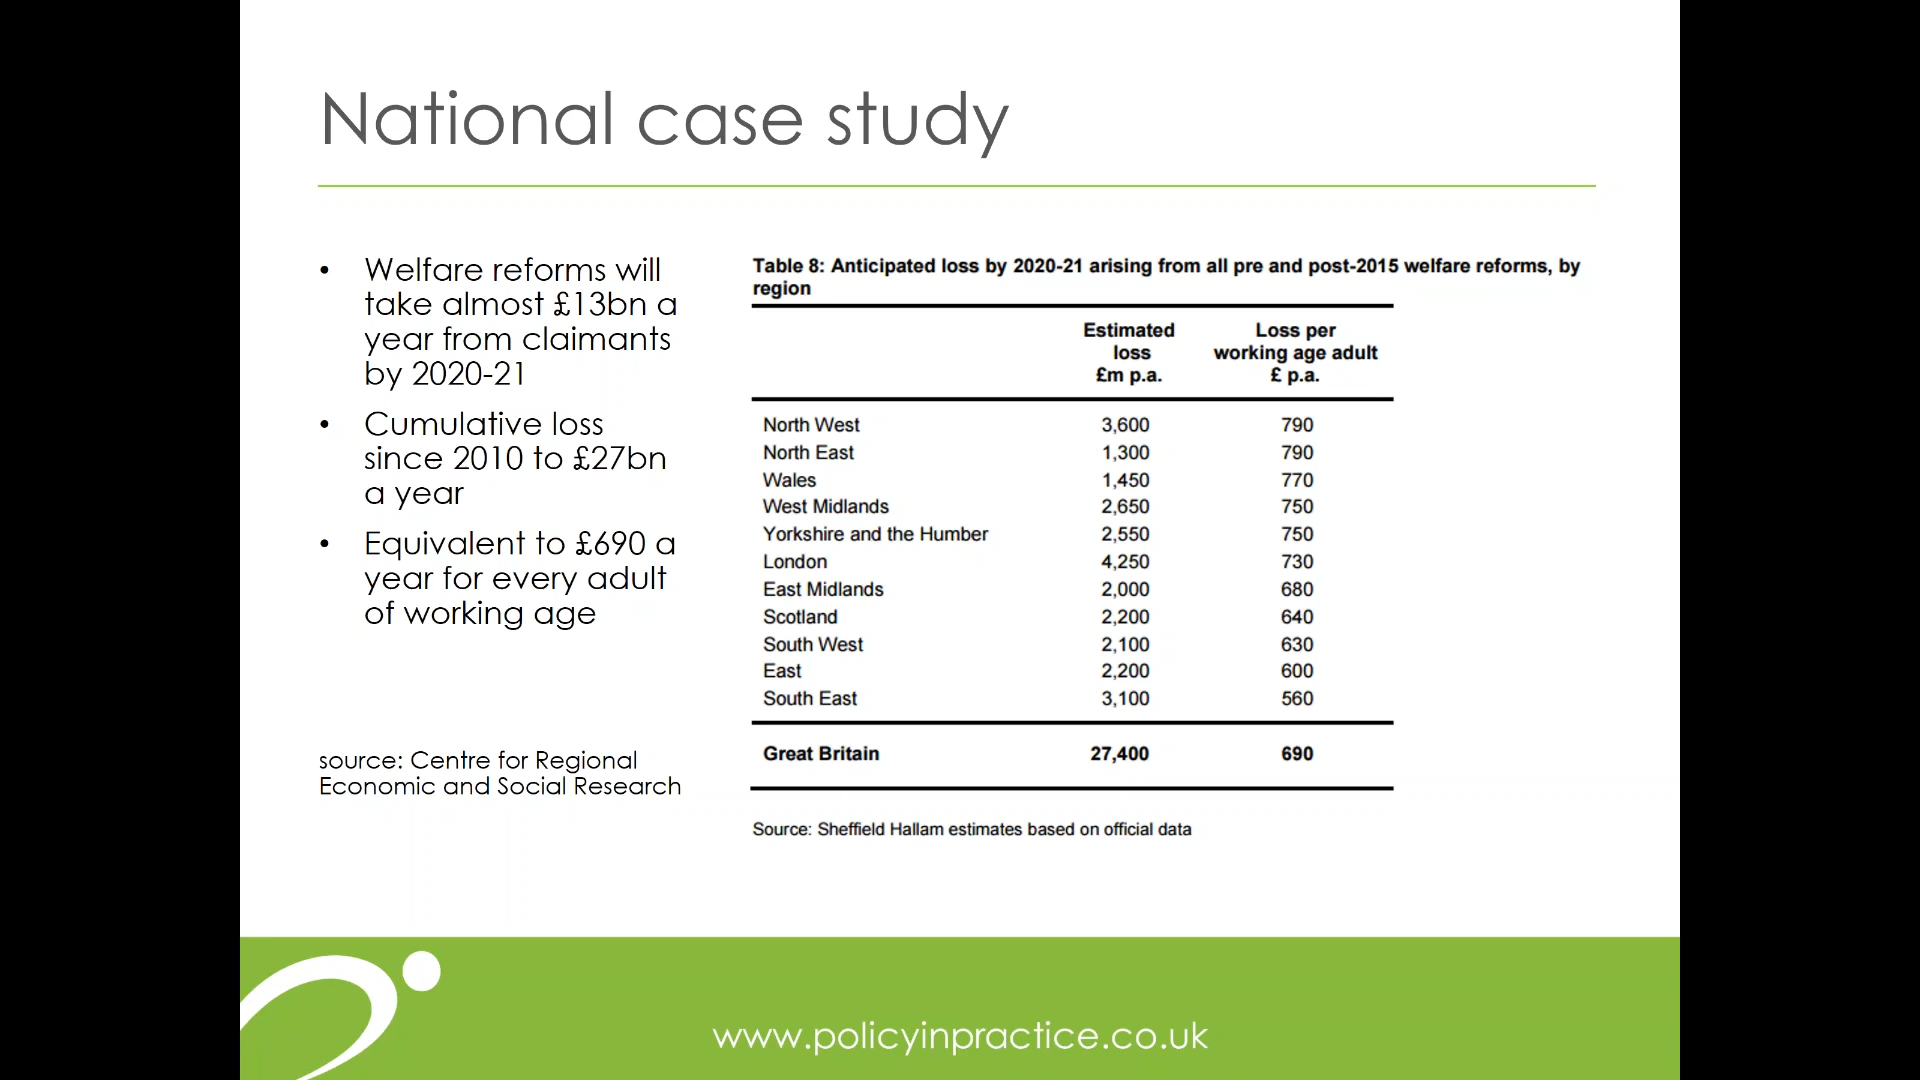 National case study
• Welfare reforms will
take almost £13bn a
year from claimants
by 2020-21
• Cumulative loss
since 2010 to £27bn
a year
• Equivalent to £690 a
year for every adult
of working age
source: Centre for Regional
Economic and Social Research
Table 8: Anticipated loss by 2020-21 arising from all pre and post-2015 welfare reforms, by
region
Estimated Loss per
loss working age adult
£m p.a. £ p.a.
North West 3,600 790
North East 1,300 790
Wales 1,450 770
West Midlands 2,650 750
Yorkshire and the Humber 2,550 750
London 4,250 730
East Midlands 2,000 680
Scotland 2,200 640
South West 2,100 630
East 2,200 600
South East 3,100 560
Great Britain 27,400 690
Source: Sheffield Hallam estimates based on official data
www.policyinpractice.co.uk